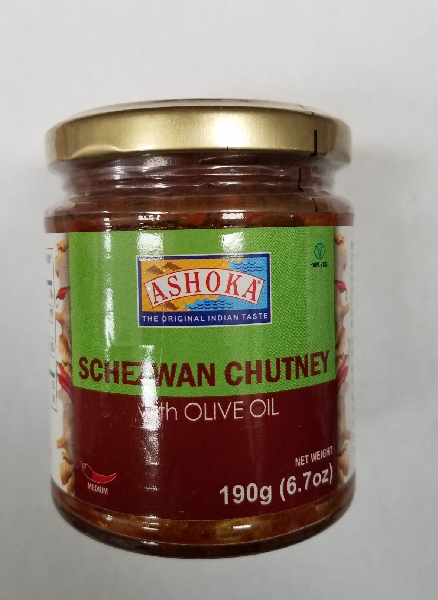 ASHOKA
THE ORIGINAL INDIAN TASTE
SCHEZWAN CHUTNEY
with OLIVE OIL
NET WEIGHT
190g (6.7oz)
MEDIUM